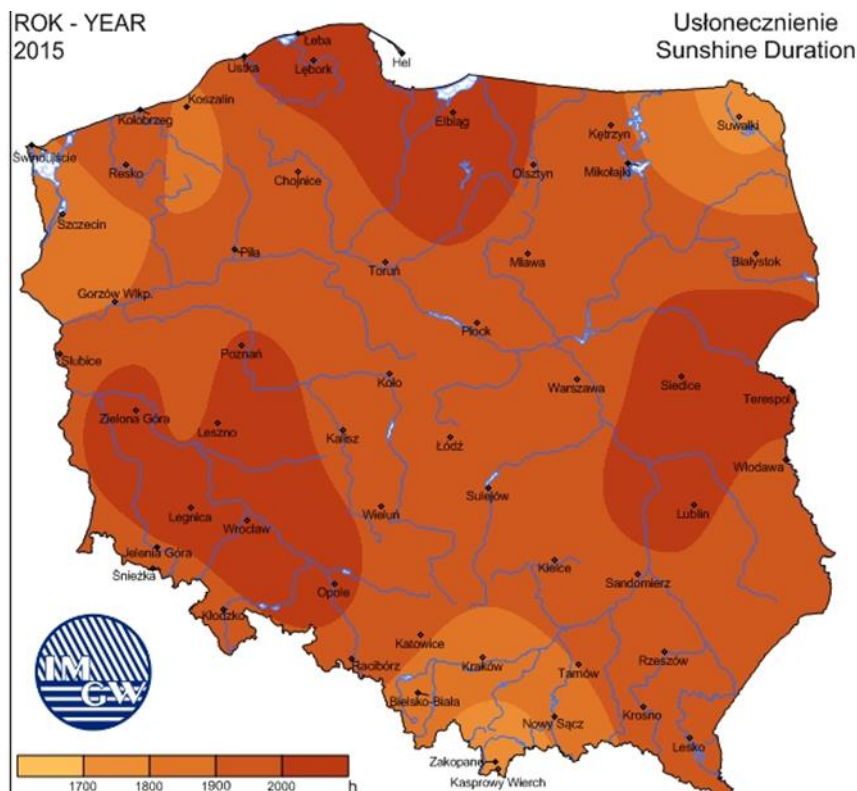 ROK - YEAR
2015
Usłonecznienie
Sunshine Duration
Łeba
Hel
Ustka
Lębork
Koszalin
Kołobrzeg
Elbląg
Suwałki
Kętrzyn
Świnoujście
Resko
Chojnice
Olsztyn
Mikołajki
Szczecin
Piła
Toruń
Mława
Białystok
Gorzów Wlkp.
Płock
Słubice
Poznań
Koło
Warszawa
Siedlce
Terespol
Zielona Góra
Leszno
Kalisz
Łódź
Włodawa
Sulejów
Legnica
Wrocław
Wieluń
Lublin
Jelenia Góra
Śnieżka
Kielce
Sandomierz
Opole
Kłodzko
Katowice
Kraków
Tarnów
Rzeszów
Racibórz
Bielsko-Biała
Nowy Sącz
Krosno
Lesko
Zakopane
Kasprowy Wierch
IM
GW
1700 1800 1900 2000 h